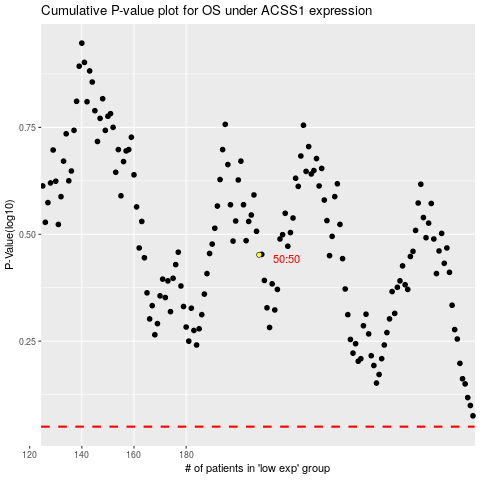 Cumulative P-value plot for OS under ACSS1 expression
P-Value(log10)
0.75
0.50
0.25
50:50
120 140 160 180
# of patients in 'low exp' group